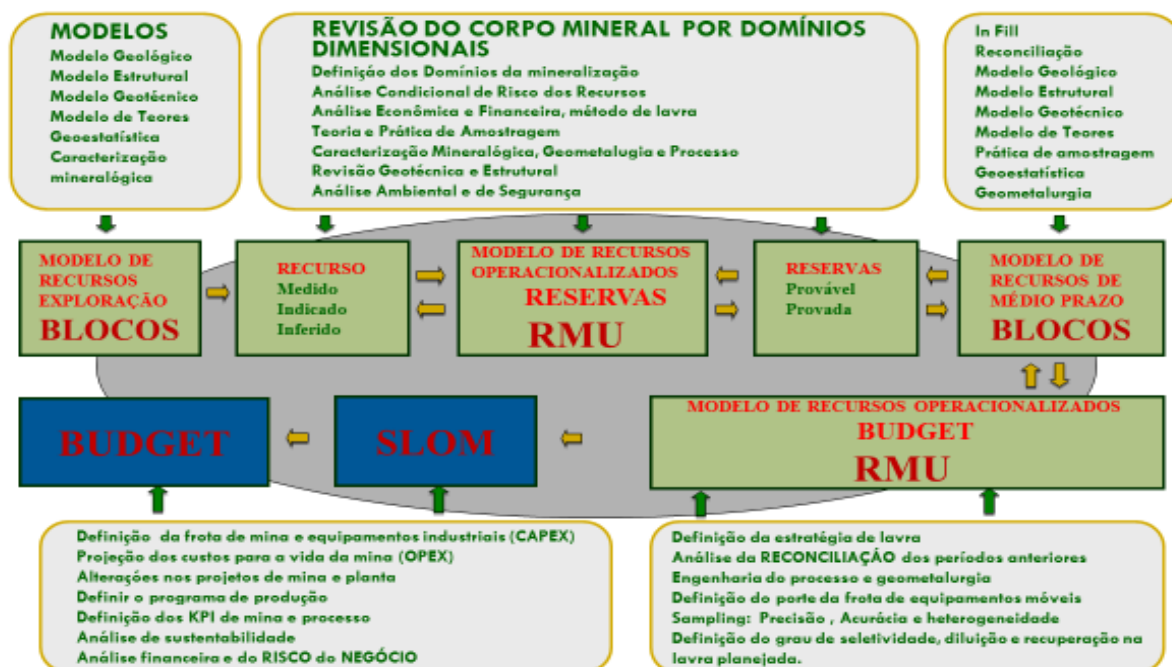 MODELOS
Modelo Geológico
Modelo Estrutural
Modelo Geotécnico
Modelo de Teores
Geoestatística
Caracterização
mineralógica
REVISÃO DO CORPO MINERAL POR DOMÍNIOS
DIMENSIONAIS
Definição dos Domínios da mineralização
Análise Condicional de Risco dos Recursos
Análise Econômica e Financeira, método de lavra
Teoria e Prática de Amostragem
Caracterização Mineralógica, Geometalugia e Processo
Revisão Geotécnica e Estrutural
Análise Ambiental e de Segurança
In Fill
Reconciliação
Modelo Geológico
Modelo Estrutural
Modelo Geotécnico
Modelo de Teores
Prática de amostragem
Geoestatística
Geometalurgia
MODELO DE
RECURSOS
EXPLORAÇÃO
BLOCOS
RECURSO
Medido
Indicado
Inferido
MODELO DE RECURSOS
OPERACIONALIZADOS
RESERVAS
RMU
RESERVAS
Provável
Provada
MODELO DE
RECURSOS DE
MÉDIO PRAZO
BLOCOS
BUDGET
SLOM
MODELO DE RECURSOS OPERACIONALIZADOS
BUDGET
RMU
Definição da frota de mina e equipamentos industriais (CAPEX)
Projeção dos custos para a vida da mina (OPEX)
Alterações nos projetos de mina e planta
Definir o programa de produção
Definição dos KPI de mina e processo
Análise de sustentabilidade
Análise financeira e do RISCO do NEGÓCIO
Definição da estratégia de lavra
Análise da RECONCILIAÇÃO dos períodos anteriores
Engenharia do processo e geometalurgia
Definição do porte da frota de equipamentos móveis
Sampling: Precisão , Acurácia e heterogeneidade
Definição do grau de seletividade, diluição e recuperação na
lavra planejada.